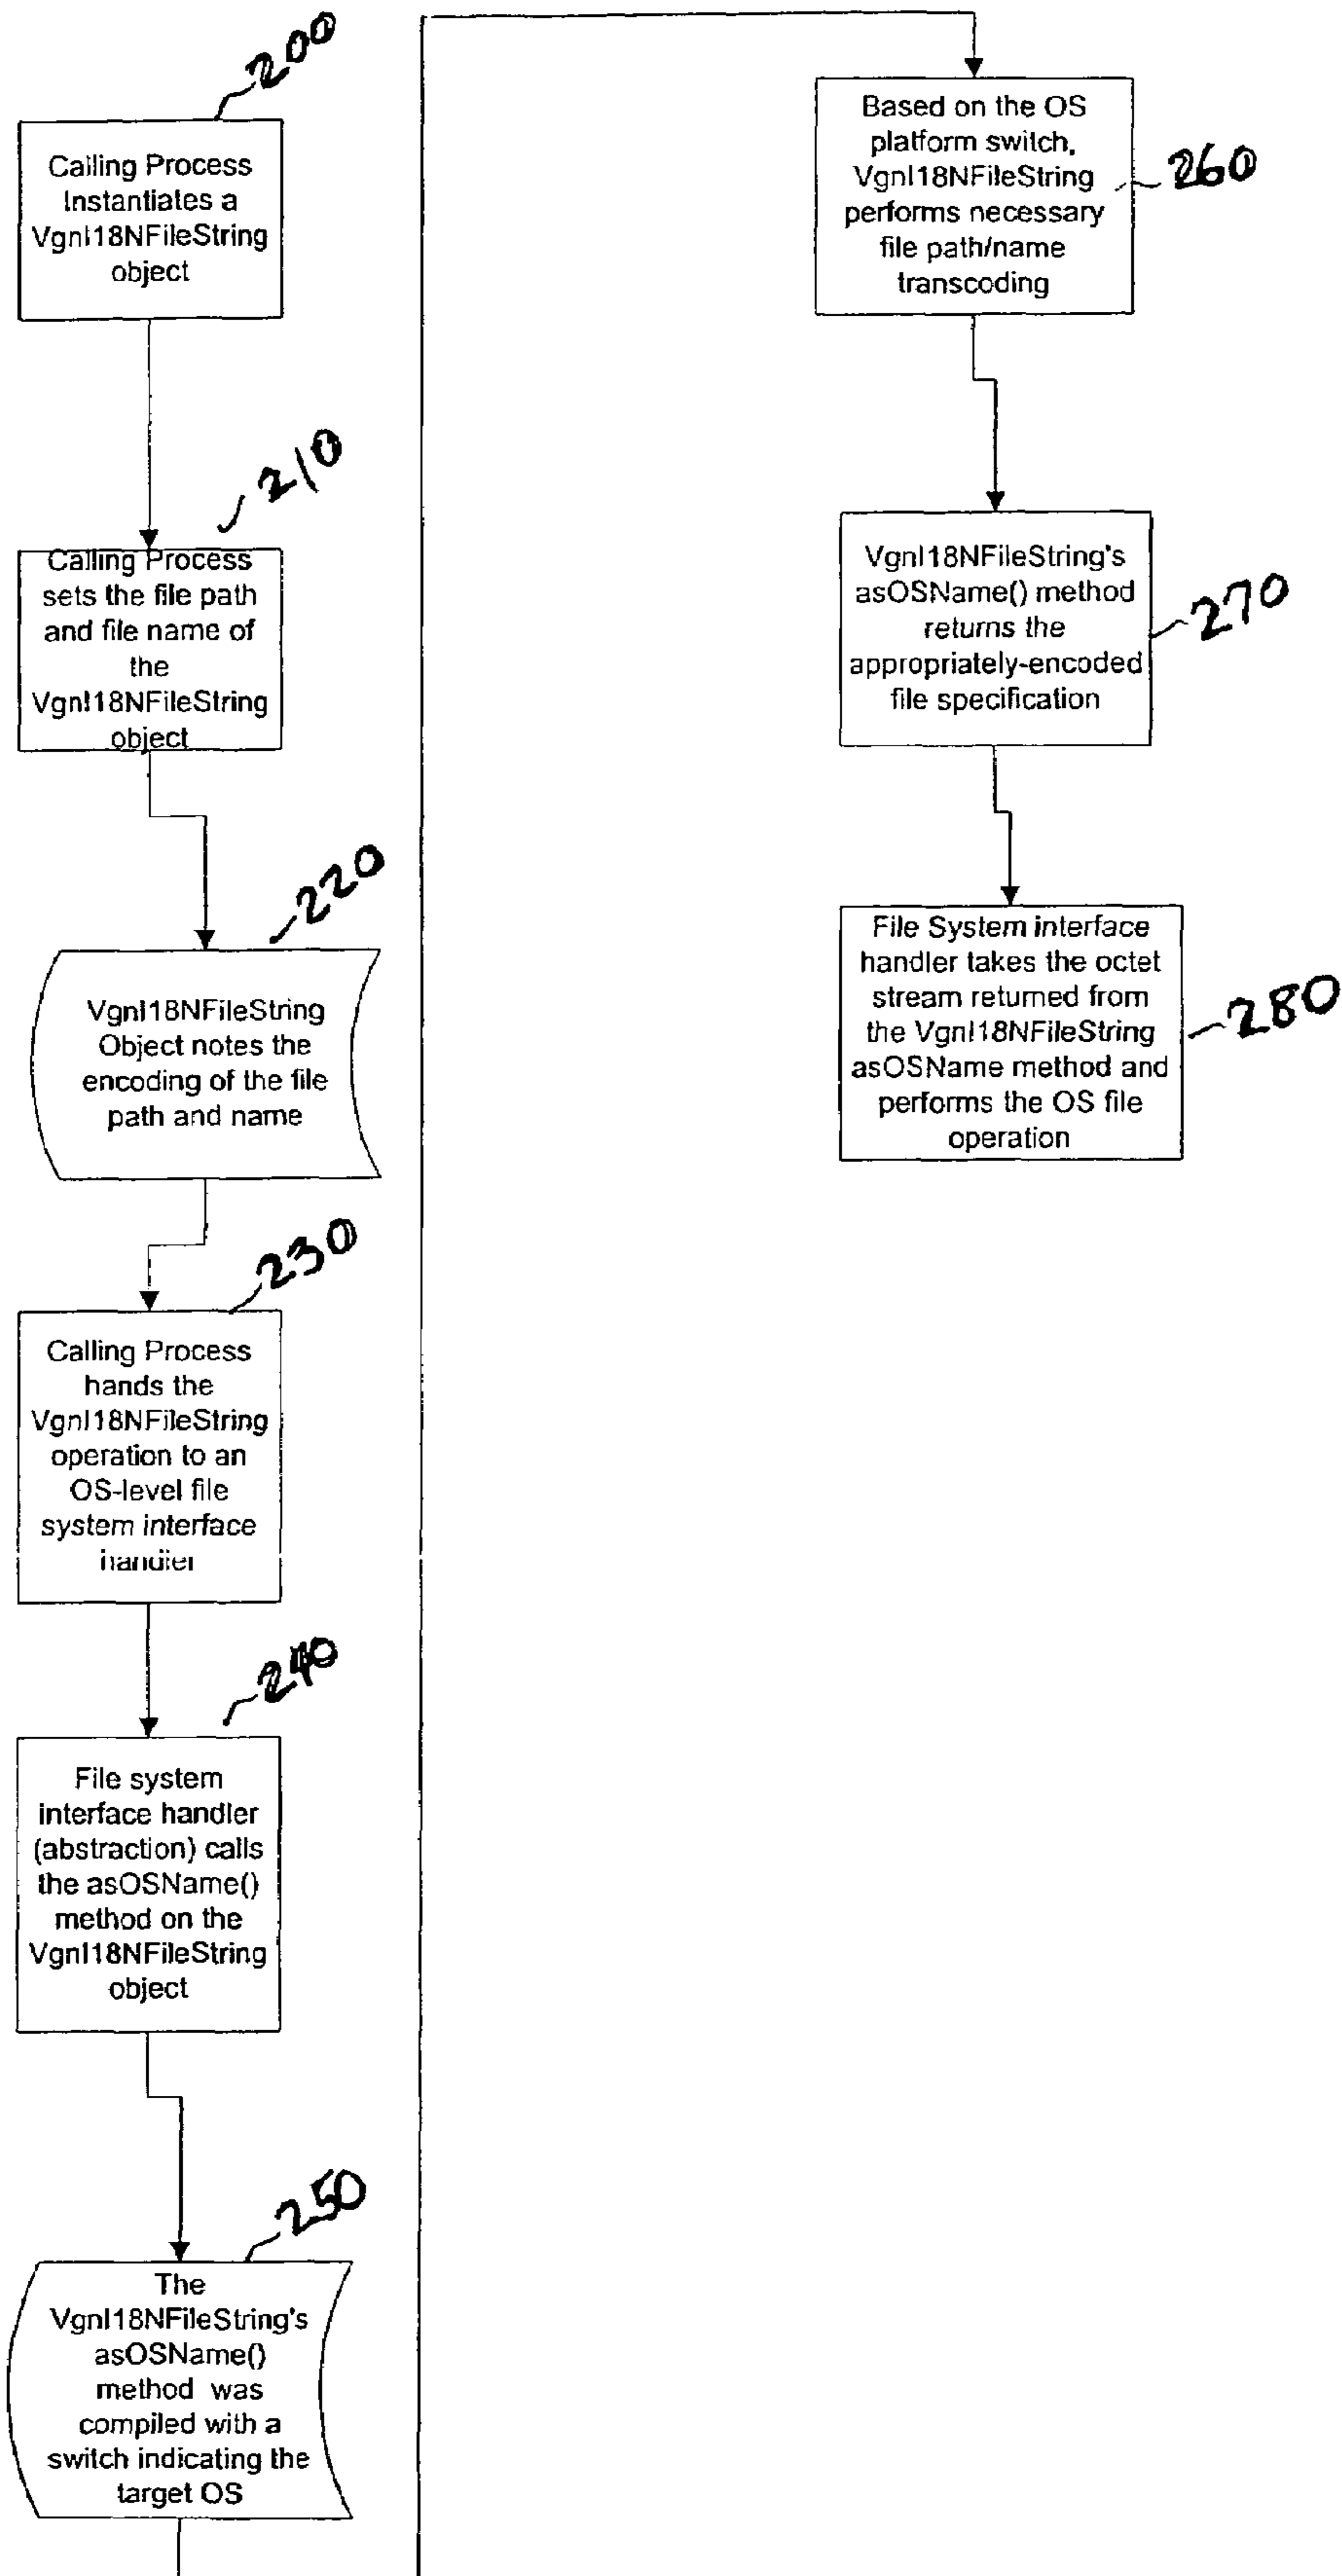 200
Calling Process
Instantiates a
VgnI18NFileString
object
210
Calling Process
sets the file path
and file name of
the
VgnI18NFileString
object
220
VgnI18NFileString
Object notes the
encoding of the file
path and name
230
Calling Process
hands the
VgnI18NFileString
operation to an
OS-level file
system interface
handler
240
File system
interface handler
(abstraction) calls
the asOSName()
method on the
VgnI18NFileString
object
250
The
VgnI18NFileString's
asOSName()
method was
compiled with a
switch indicating the
target OS
Based on the OS
platform switch,
VgnI18NFileString
performs necessary
file path/name
transcoding
260
VgnI18NFileString's
asOSName() method
returns the
appropriately-encoded
file specification
270
File System interface
handler takes the octet
stream returned from
the VgnI18NFileString
asOSName method and
performs the OS file
operation
280